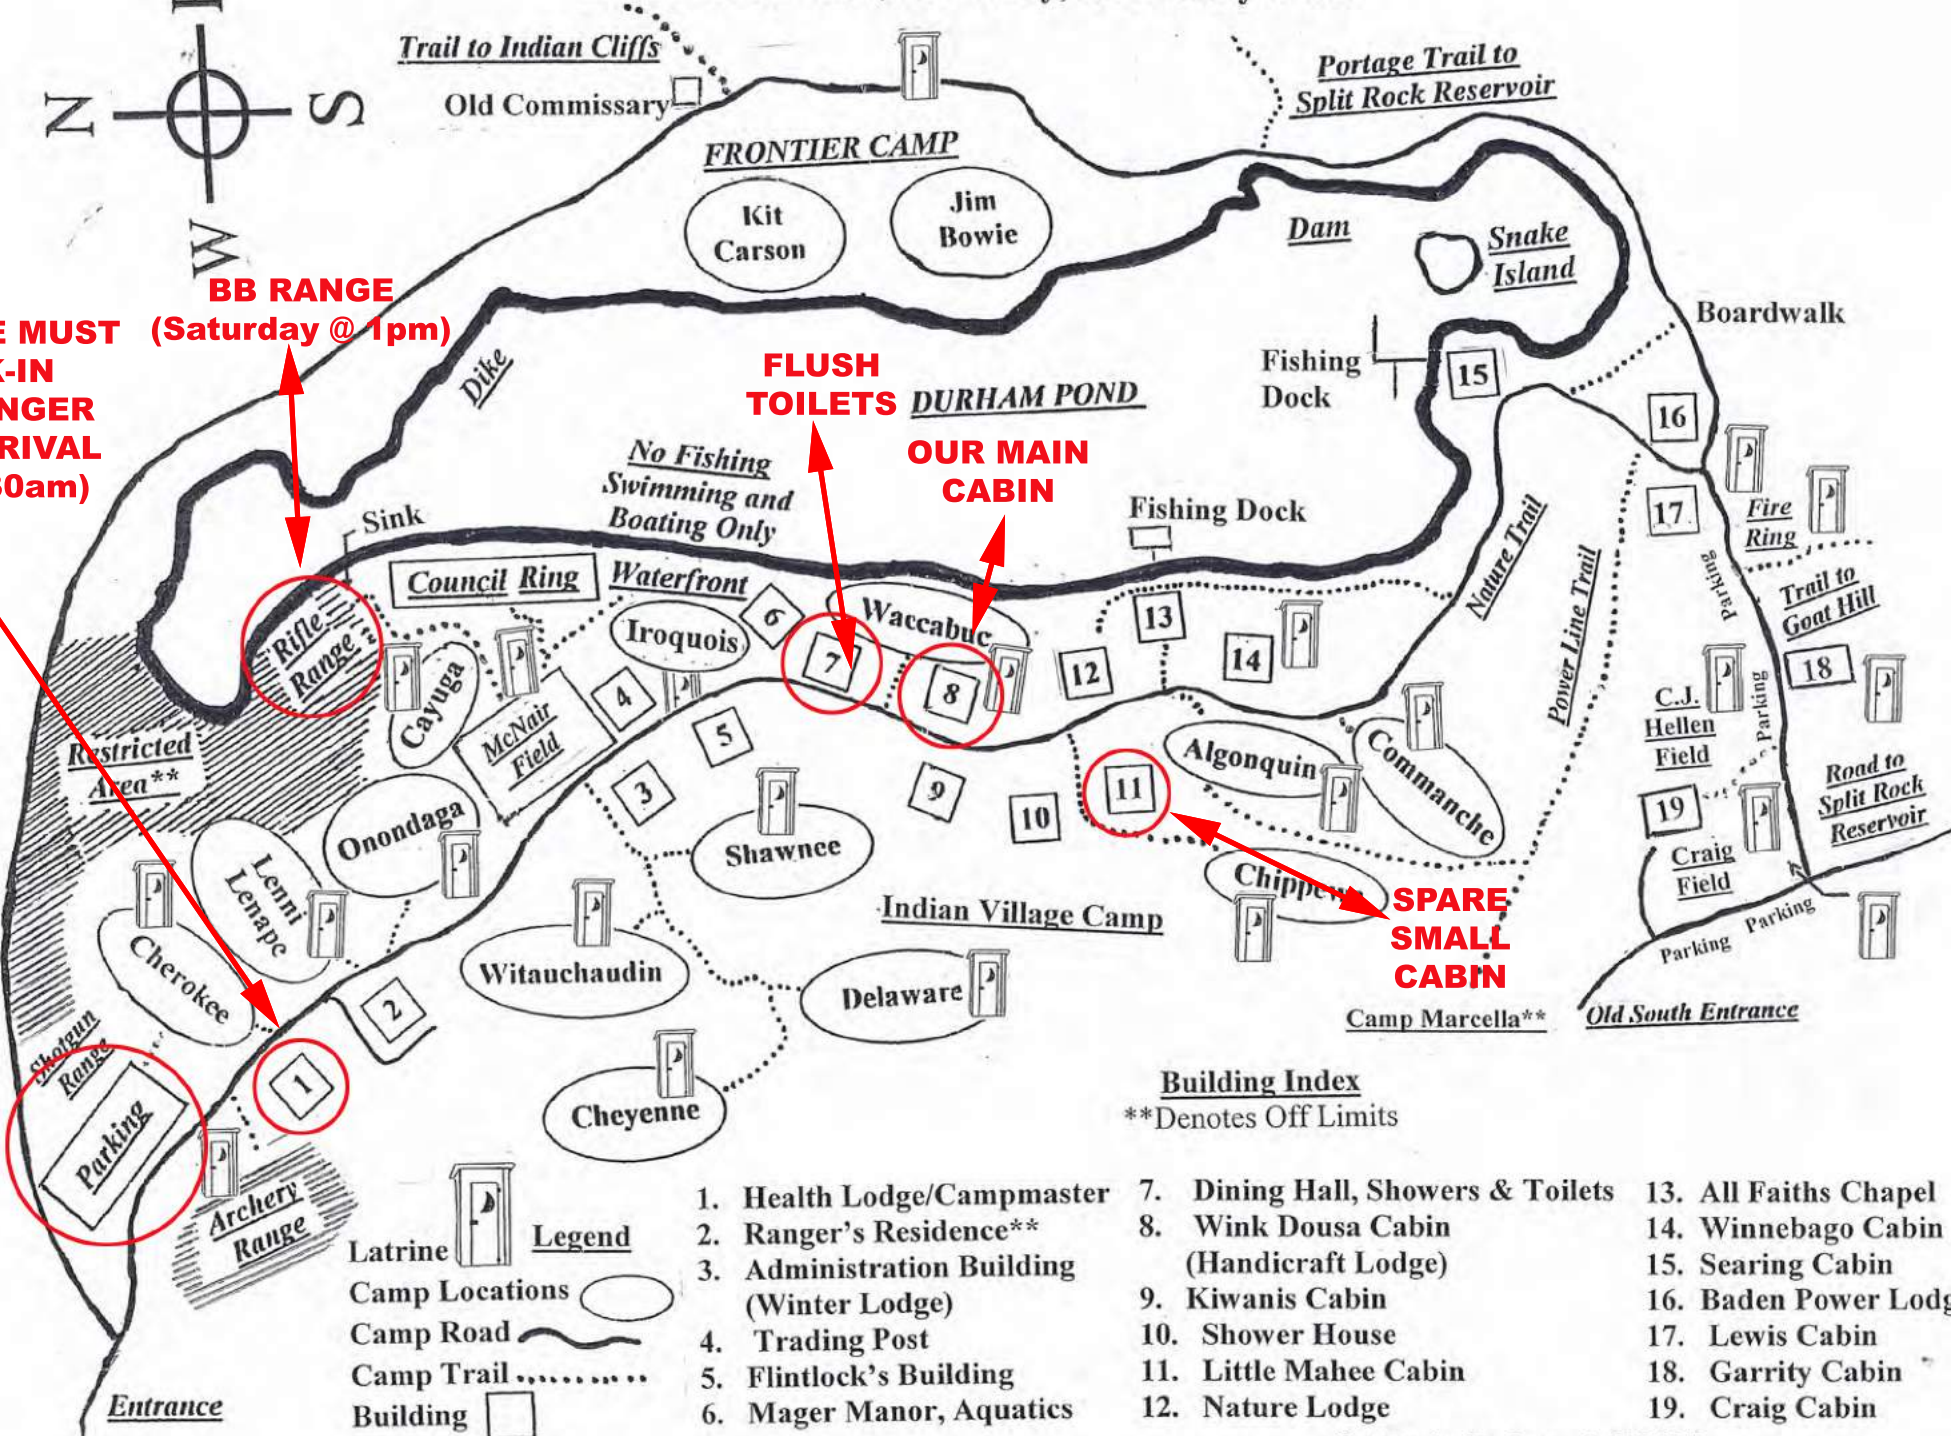 Trail to Indian Cliffs
Old Commissary
Portage Trail to
Split Rock Reservoir
N
S
W
FRONTIER CAMP
Kit
Carson
Jim
Bowie
Dam
Snake
Island
Boardwalk
BB RANGE
(Saturday @ 1pm)
MUST
Dike
FLUSH
TOILETS
DURHAM POND
Fishing
Dock
15
16
OUR MAIN
CABIN
No Fishing
Swimming and
Boating Only
Sink
Fishing Dock
17
Fire
Ring
Nature Trail
Power Line Trail
Parking
Trail to
Goat Hill
Council Ring
Waterfront
Rifle
Range
Iroquois
6
Waccabuc
7
8
13
12
14
18
Cayuga
McNair
Field
4
5
3
9
10
11
Algonquin
Commanche
C.J.
Hellen
Field
Parking
19
Craig
Field
Road to
Split Rock
Reservoir
Restricted
Area**
Onondaga
Lenni
Lenape
Shawnee
Chippewa
Indian Village Camp
SPARE
SMALL
CABIN
Parking
Parking
Cherokee
Witauchaudin
Delaware
2
1
Camp Marcella**
Old South Entrance
Shotgun
Range
Parking
Cheyenne
Archery
Range
Building Index
**Denotes Off Limits
Entrance
Legend
Latrine
Camp Locations
Camp Road
Camp Trail
Building
1. Health Lodge/Campmaster
2. Ranger's Residence**
3. Administration Building
(Winter Lodge)
4. Trading Post
5. Flintlock's Building
6. Mager Manor, Aquatics
7. Dining Hall, Showers & Toilets
8. Wink Dousa Cabin
(Handicraft Lodge)
9. Kiwanis Cabin
10. Shower House
11. Little Mahee Cabin
12. Nature Lodge
13. All Faiths Chapel
14. Winnebago Cabin
15. Searing Cabin
16. Baden Power Lodg
17. Lewis Cabin
18. Garrity Cabin
19. Craig Cabin